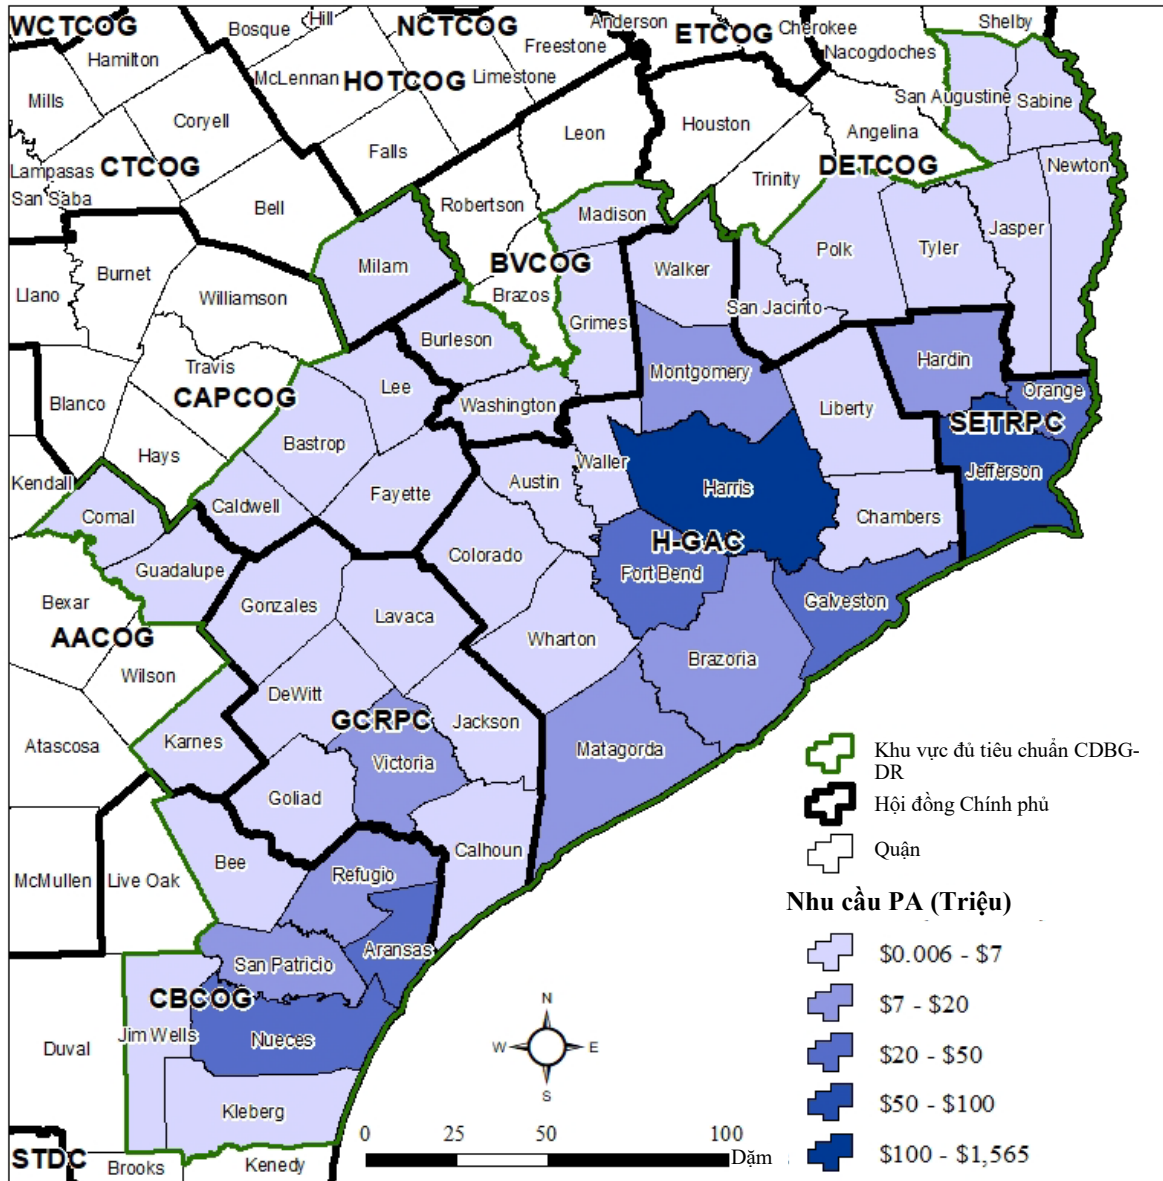 WCTCOG
Hamilton
Bosque
Hill
NCTCOG
Anderson
ETCOG
Cherokee
Shelby
Freestone
Nacogdoches
McLennan
HOTCOG
Limestone
Mills
Coryell
Leon
Houston
San Augustine
Sabine
Angelina
Falls
Lampasas
CTCOG
DETCOG
Newton
San Saba
Bell
Robertson
Madison
Trinity
Jasper
Polk
Tyler
Burnet
Milam
BVCOG
Walker
Llano
Williamson
Brazos
San Jacinto
Grimes
Burleson
Hardin
Travis
Montgomery
Lee
Orange
Blanco
CAPCOG
Washington
Liberty
SETRPC
Bastrop
Hays
Waller
Jefferson
Kendall
Austin
Harris
Fayette
Caldwell
Comal
Chambers
H-GAC
Colorado
Guadalupe
Fort Bend
Bexar
Gonzales
Lavaca
Galveston
AACOG
Wharton
Brazoria
Wilson
DeWitt
GCRPC
Jackson
Atascosa
Karnes
Matagorda
Victoria
Goliad
Calhoun
Bee
Refugio
McMullen
Live Oak
Aransas
San Patricio
CBCOG
Jim Wells
Duval
Nueces
Kleberg
STDC
Brooks
Kenedy
N
W
E
S
0
25
50
100
Dặm
Khu vực đủ tiêu chuẩn CDBG-
DR
Hội đồng Chính phủ
Quận
Nhu cầu PA (Triệu)
$0.006 - $7
$7 - $20
$20 - $50
$50 - $100
$100 - $1,565